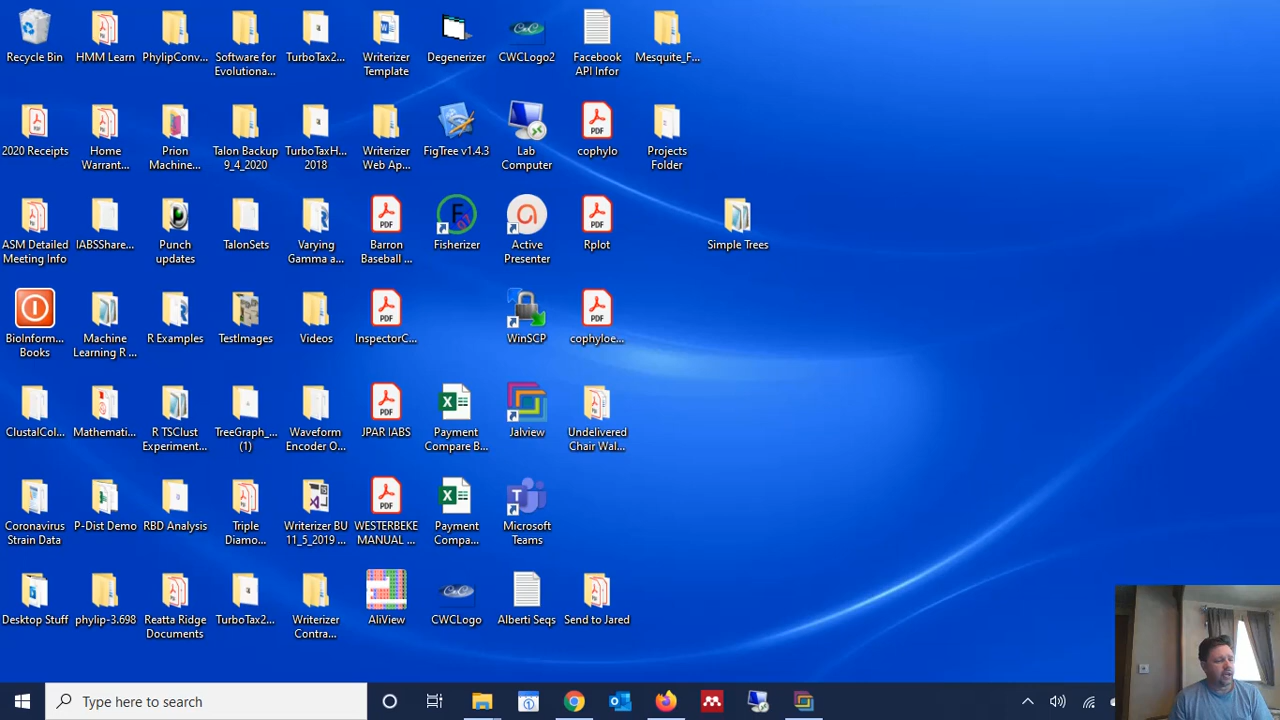 Recycle Bin
HMM Learn
PhylipConv...
Software for
Evolutiona...
TurboTax2...
Writerizer
Template
Degenerizer
CWCLogo2
Facebook
API Infor
Mesquite_F...
2020 Receipts
Home
Warrant...
Prion
Machine...
Talon Backup
9_4_2020
TurboTaxH...
2018
Writerizer
Web Ap...
FigTree v1.4.3
Lab
Computer
cophylo
Projects
Folder
ASM Detailed
Meeting Info
IABSShare...
Punch
updates
TalonSets
Varying
Gamma a...
Barron
Baseball ...
Fisherizer
Active
Presenter
Rplot
Simple Trees
BioInform...
Books
Machine
Learning R ...
R Examples
TestImages
Videos
InspectorC...
WinSCP
cophyloe...
ClustalCol...
Mathemati...
R TSClust
Experiment...
TreeGraph_...
(1)
Waveform
Encoder O...
JPAR IABS
Payment
Compare B...
Jalview
Undelivered
Chair Wal...
Coronavirus
Strain Data
P-Dist Demo
RBD Analysis
Triple
Diamo...
Writerizer BU
11_5_2019 ...
WESTERBEKE
MANUAL ...
Payment
Compa...
Microsoft
Teams
Desktop Stuff
phylip-3.698
Reatta Ridge
Documents
TurboTax2...
Writerizer
Contra...
AliView
CWCLogo
Alberti Seqs
Send to Jared
Type here to search